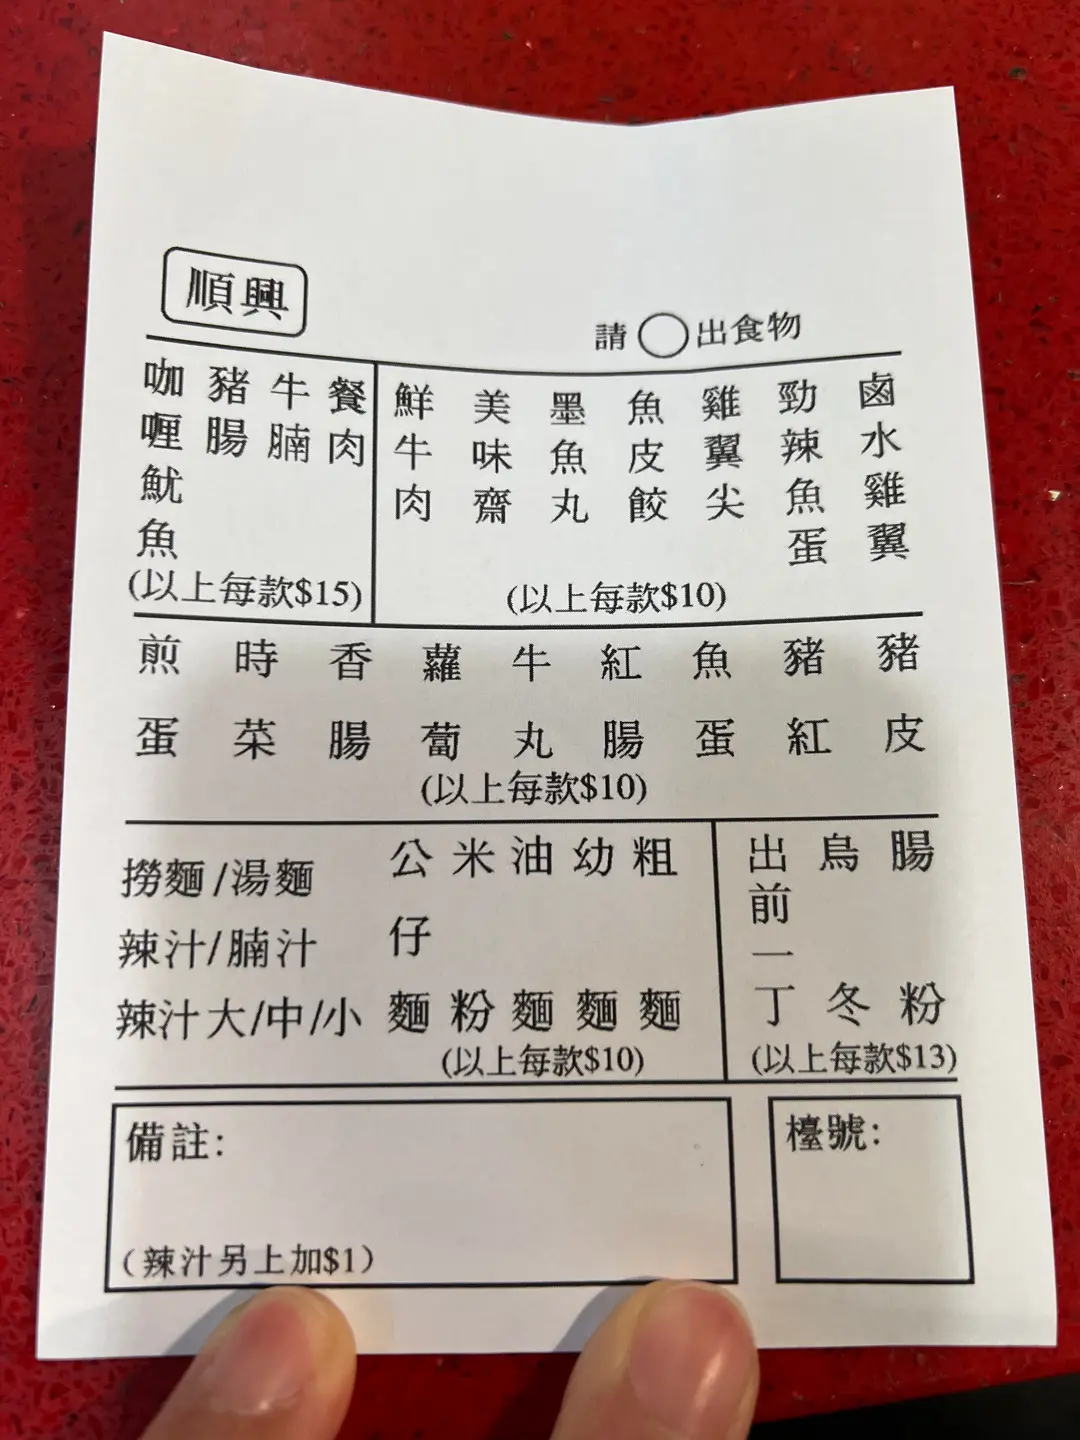 順興
請○出食物
咖喱魷魚
豬腸
牛腩
餐肉
(以上每款$15)
鮮牛肉
美味齋
墨魚丸
魚皮餃
雞翼尖
勁辣魚蛋
鹵水雞翼
(以上每款$10)
煎蛋
時菜
香腸
蘿蔔
牛丸
紅腸
魚蛋
豬紅
豬皮
(以上每款$10)
撈麵/湯麵
辣汁/腩汁
辣汁大/中/小
公仔麵
米粉
油麵
幼麵
粗麵
(以上每款$10)
出前一丁
烏冬
腸粉
(以上每款$13)
備註:
(辣汁另上加$1)
檯號: